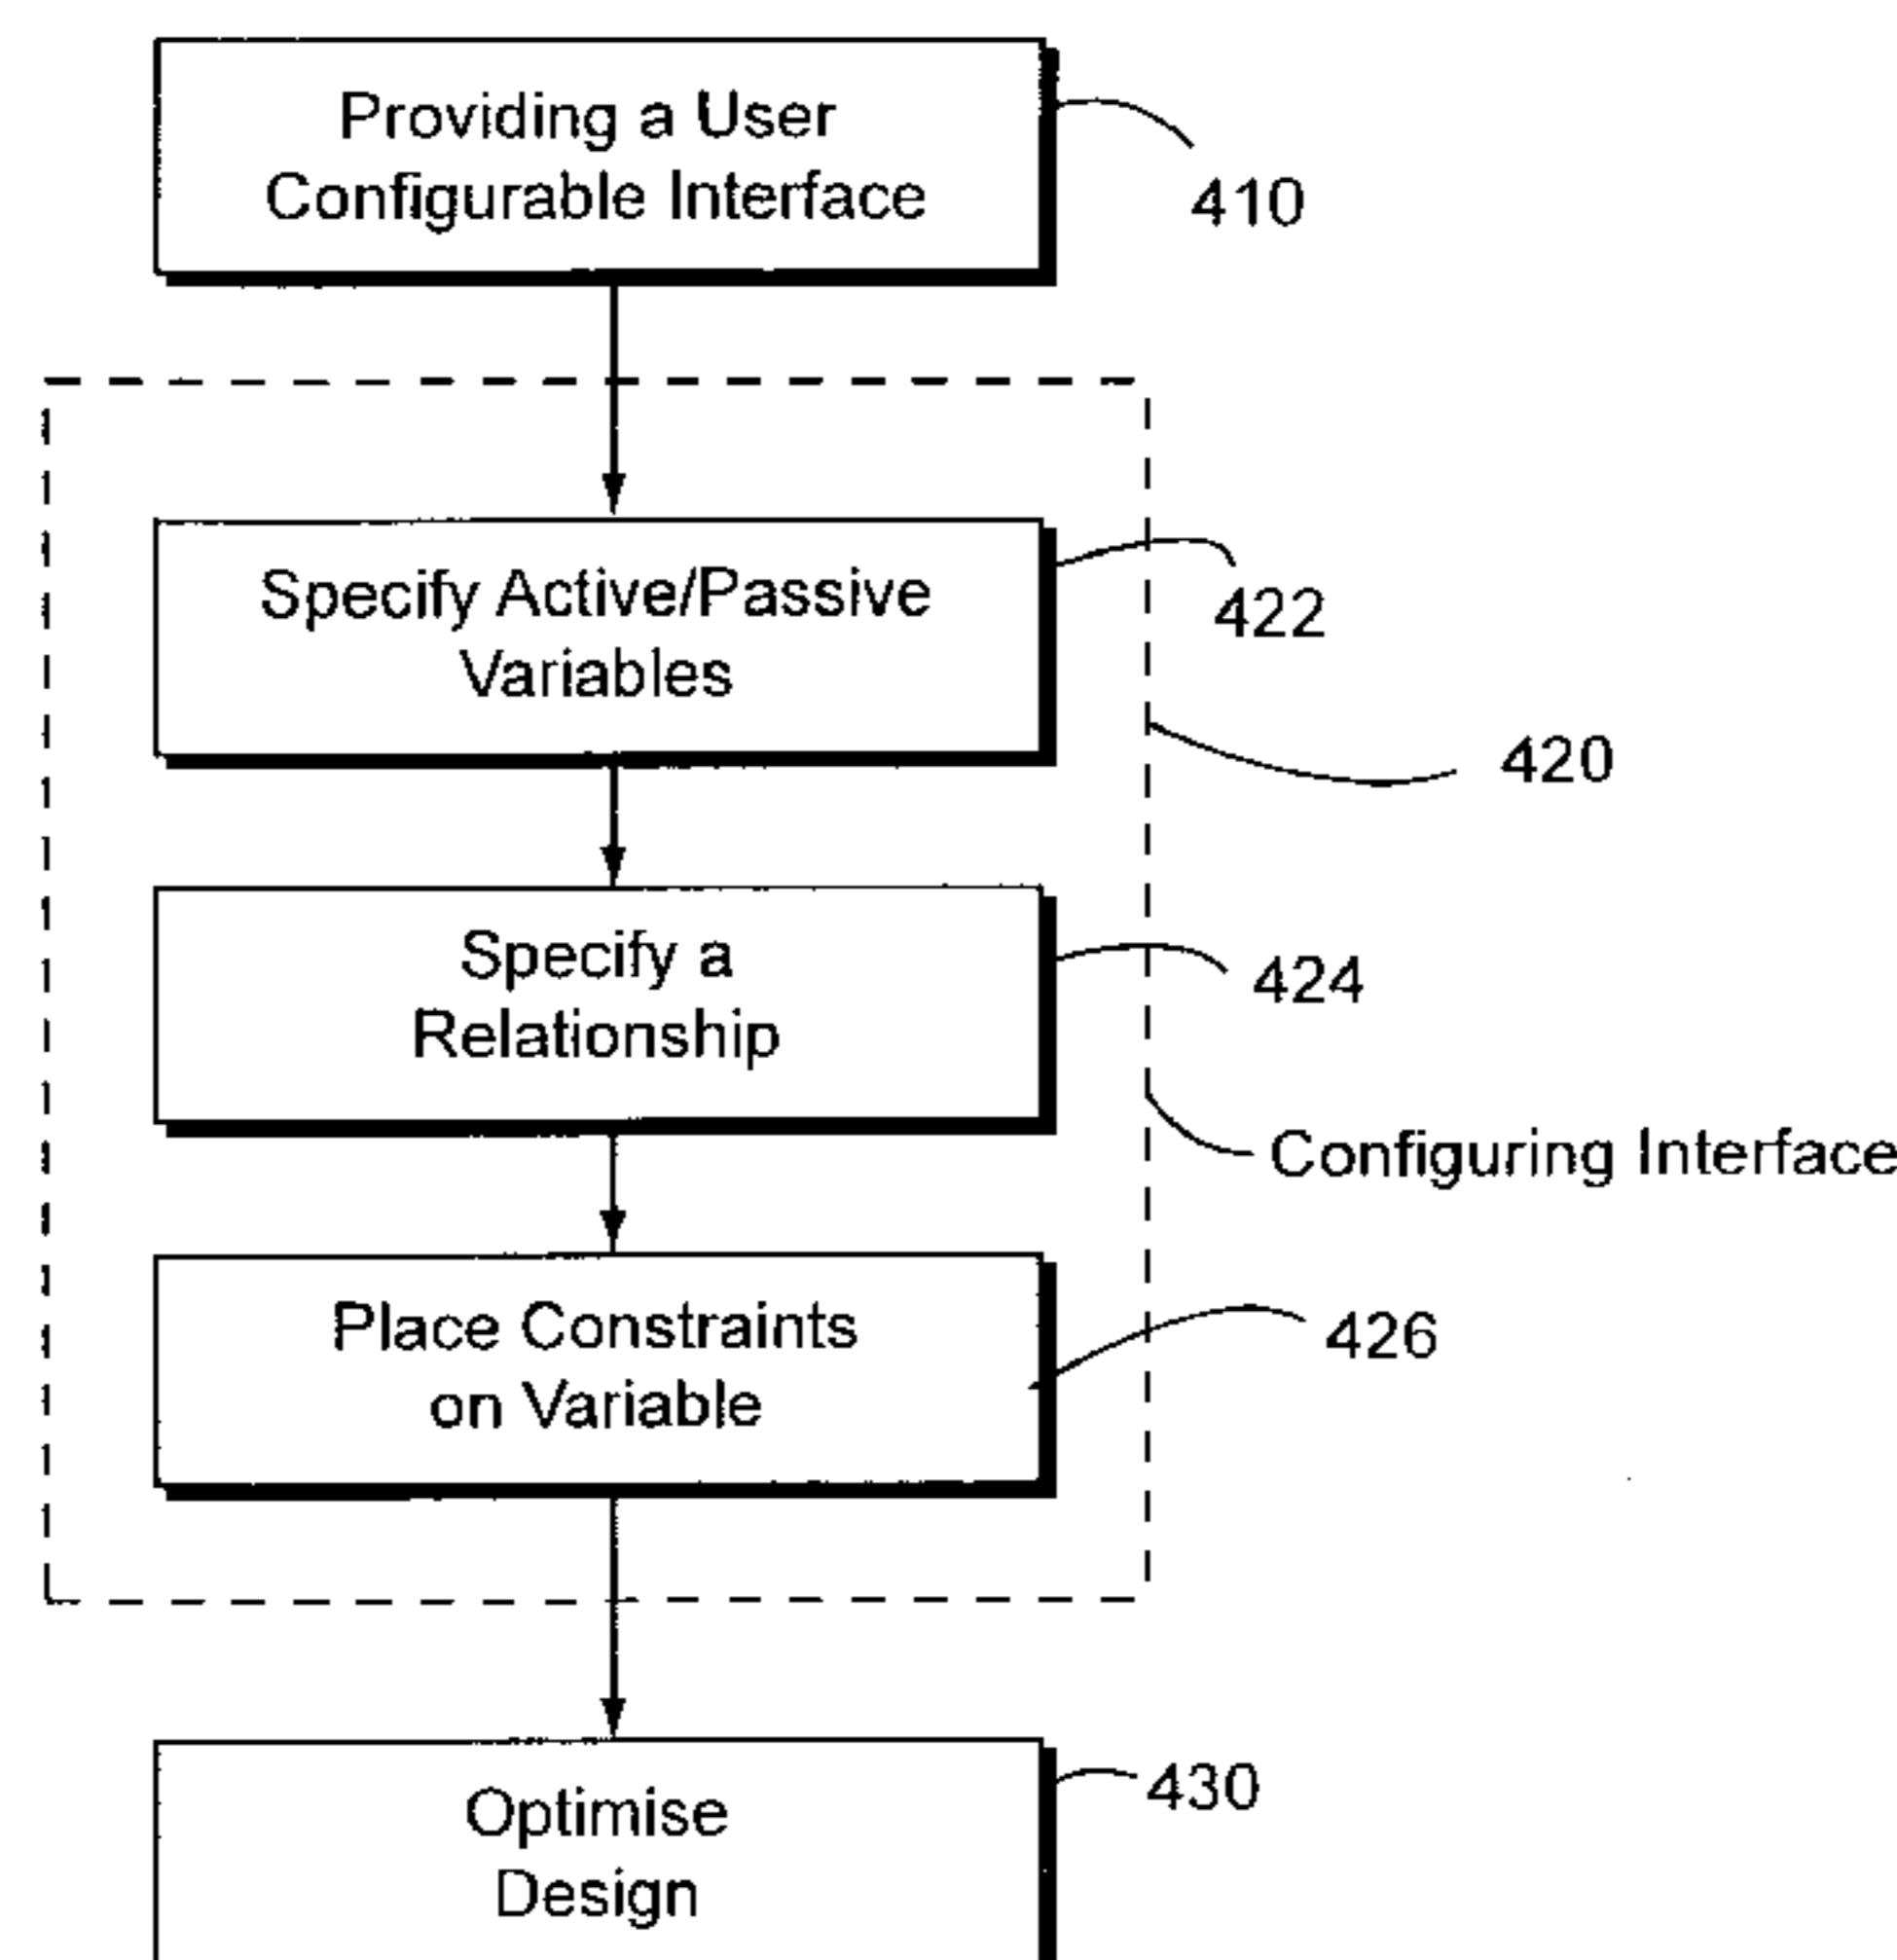 Providing a User
Configurable Interface
410
Specify Active/Passive
Variables
422
420
Specify a
Relationship
424
Configuring Interface
Place Constraints
on Variable
426
Optimise
Design
430